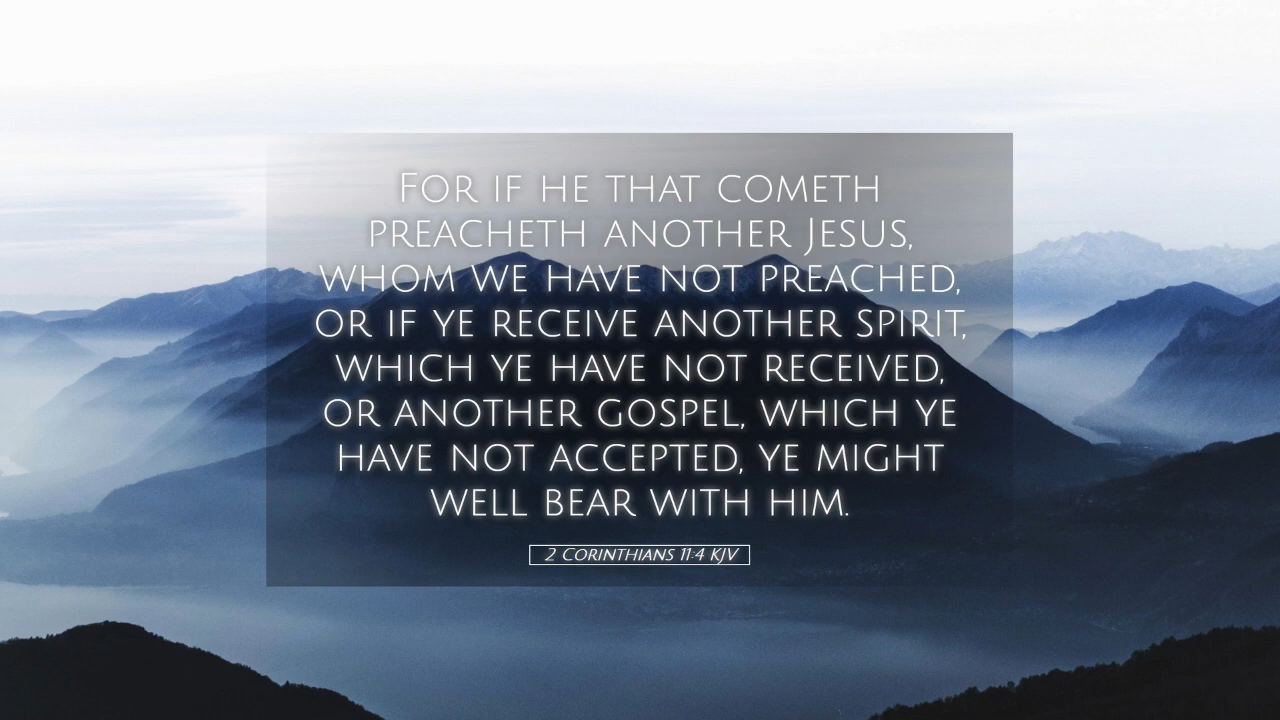 For if he that cometh
preacheth another Jesus,
whom we have not preached,
or if ye receive another spirit,
which ye have not received,
or another gospel, which ye
have not accepted, ye might
well bear with him.
2 Corinthians 11:4 KJV